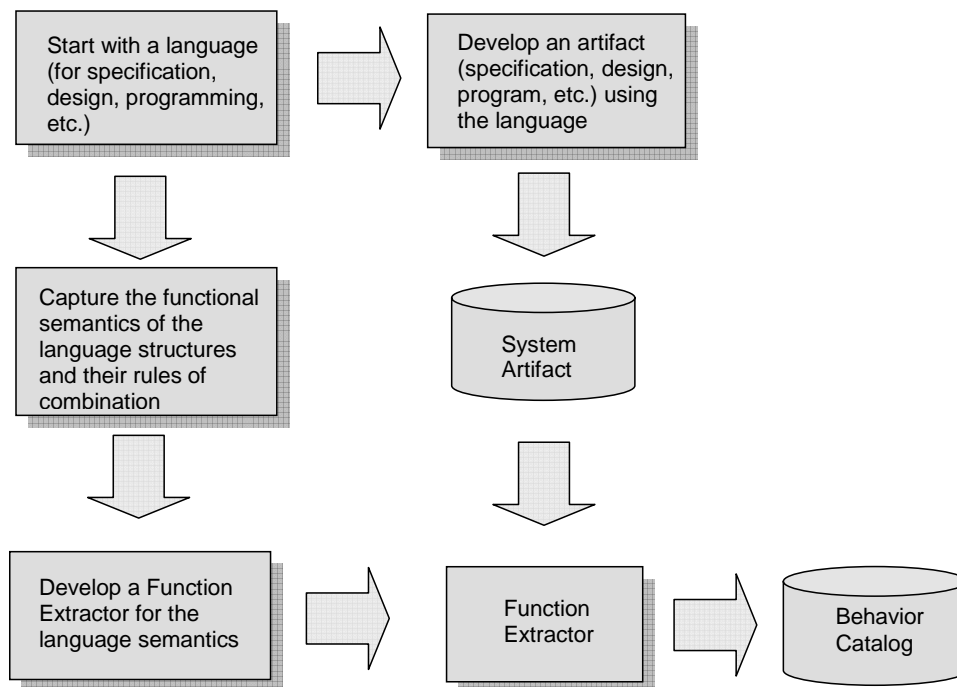 Start with a language
(for specification,
design, programming,
etc.)
Develop an artifact
(specification, design,
program, etc.) using
the language
Capture the functional
semantics of the
language structures
and their rules of
combination
System
Artifact
Develop a Function
Extractor for the
language semantics
Function
Extractor
Behavior
Catalog